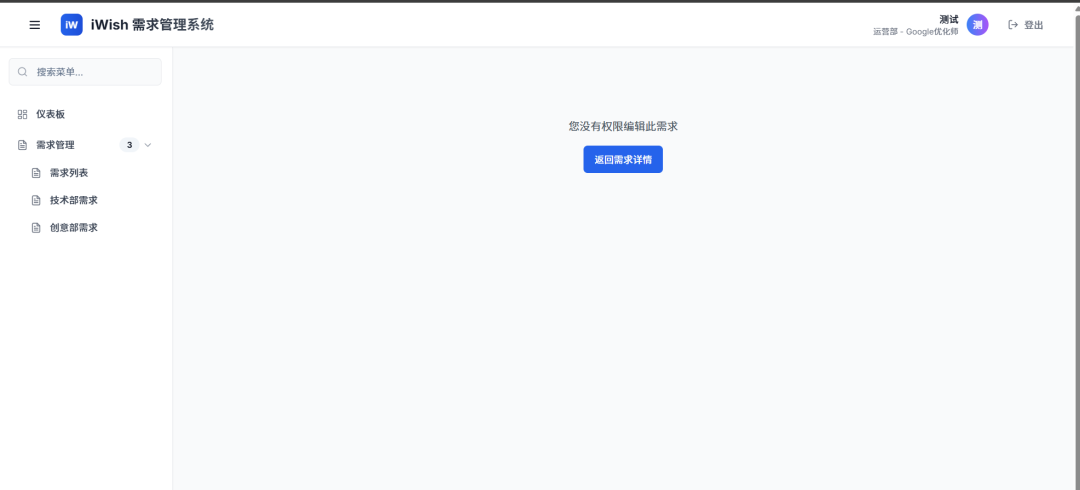 iW iWish 需求管理系统
测试
运营部 - Google优化师
测
登出
搜索菜单...
仪表板
需求管理 3
需求列表
技术部需求
创意部需求
您没有权限编辑此需求
返回需求详情